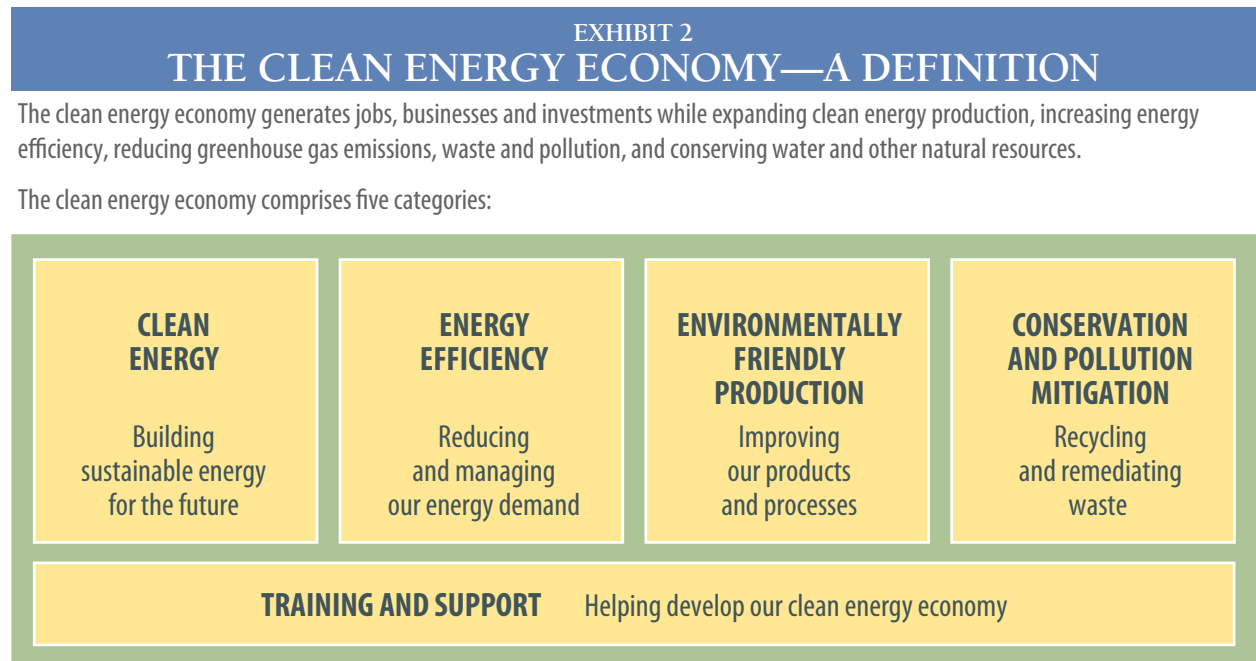 EXHIBIT 2
THE CLEAN ENERGY ECONOMY—A DEFINITION
The clean energy economy generates jobs, businesses and investments while expanding clean energy production, increasing energy
efficiency, reducing greenhouse gas emissions, waste and pollution, and conserving water and other natural resources.
The clean energy economy comprises five categories:
CLEAN
ENERGY
Building
sustainable energy
for the future
ENERGY
EFFICIENCY
Reducing
and managing
our energy demand
ENVIRONMENTALLY
FRIENDLY
PRODUCTION
Improving
our products
and processes
CONSERVATION
AND POLLUTION
MITIGATION
Recycling
and remediating
waste
TRAINING AND SUPPORT Helping develop our clean energy economy